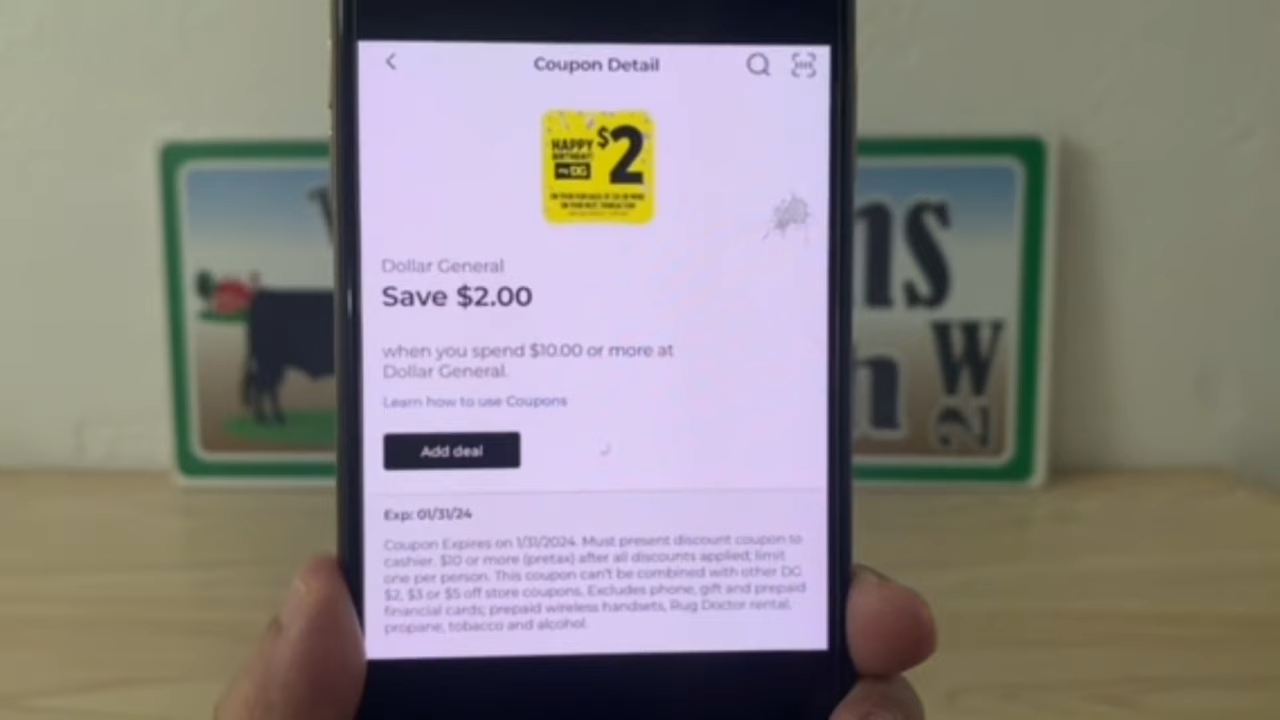 Coupon Detail
HAPPY
BIRTHDAY
DG
$2
Dollar General
Save $2.00
when you spend $10.00 or more at
Dollar General.
Learn how to use Coupons
Add deal
Exp: 01/31/24
Coupon Expires on 1/31/2024. Must present discount coupon to
cashier. $10 or more (pretax) after all discounts applied; limit
one per person. This coupon can't be combined with other DG
$2, $3 or $5 off store coupons. Excludes phone, gift and prepaid
financial cards; prepaid wireless handsets, Rug Doctor rental,
propane, tobacco and alcohol.
ns
W